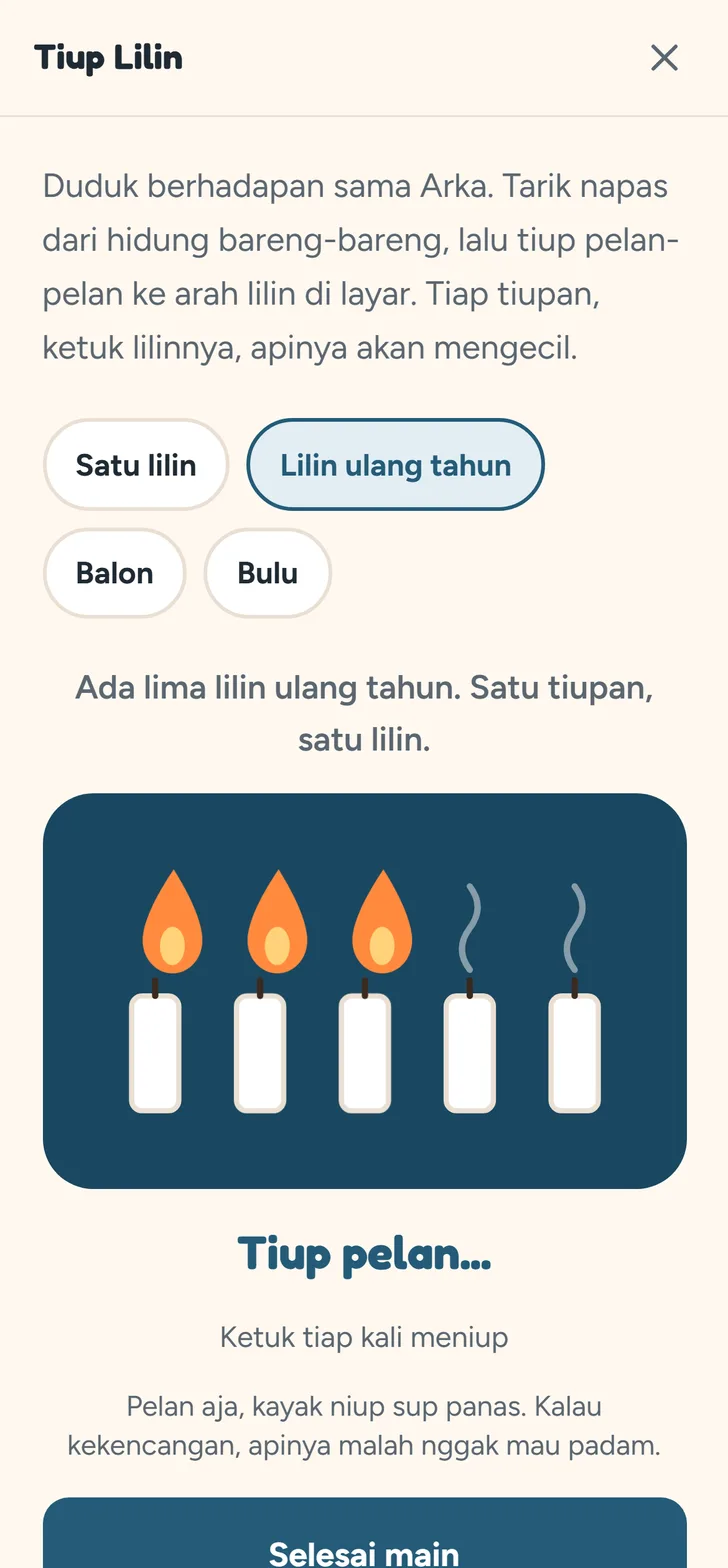 Tiup Lilin
Duduk berhadapan sama Arka. Tarik napas
dari hidung bareng-bareng, lalu tiup pelan-
pelan ke arah lilin di layar. Tiap tiupan,
ketuk lilinnya, apinya akan mengecil.
Satu lilin
Lilin ulang tahun
Balon
Bulu
Ada lima lilin ulang tahun. Satu tiupan,
satu lilin.
Tiup pelan...
Ketuk tiap kali meniup
Pelan aja, kayak niup sup panas. Kalau
kekencangan, apinya malah nggak mau padam.
Selesai main